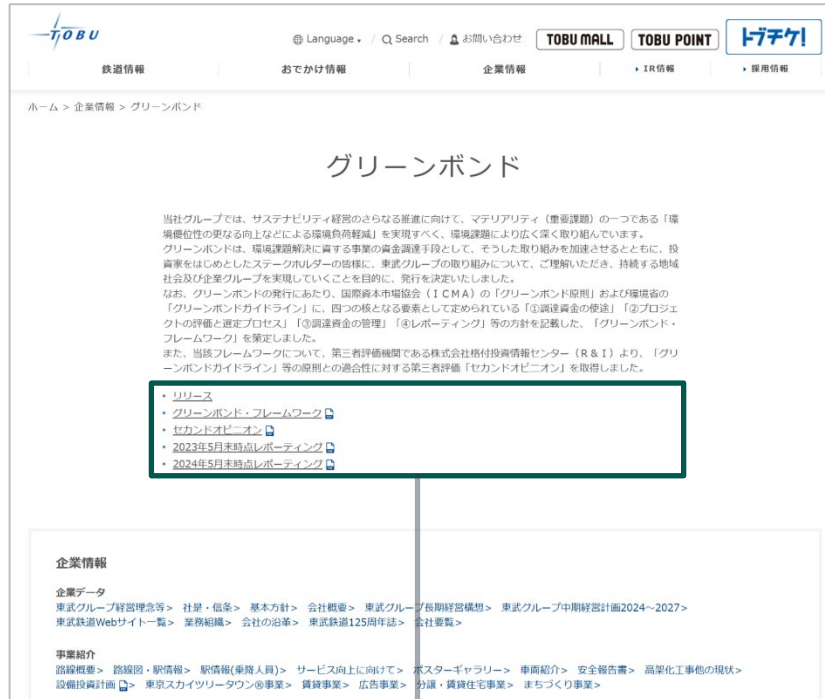 TOBU
Language / Search / お問い合わせ TOBU MALL TOBU POINT トブチケ!
鉄道情報 おでかけ情報 企業情報 IR情報 採用情報
ホーム > 企業情報 > グリーンボンド
グリーンボンド
当社グループでは、サステナビリティ経営のさらなる推進に向けて、マテリアリティ（重要課題）の一つである「環
境優位性の更なる向上などによる環境負荷軽減」を実現すべく、環境課題により広く深く取り組んでいます。
グリーンボンドは、環境課題解決に資する事業の資金調達手段として、そうした取り組みを加速させるとともに、投
資家をはじめとしたステークホルダーの皆様に、東武グループの取り組みについて、ご理解いただき、持続する地域
社会及び企業グループを実現していくことを目的に、発行を決定いたしました。
なお、グリーンボンドの発行にあたり、国際資本市場協会（ＩＣＭＡ）の「グリーンボンド原則」および環境省の
「グリーンボンドガイドライン」に、四つの核となる要素として定められている「①調達資金の使途」「②プロジェ
クトの評価と選定プロセス」「③調達資金の管理」「④レポーティング」等の方針を記載した、「グリーンボンド・
フレームワーク」を策定しました。
また、当該フレームワークについて、第三者評価機関である株式会社格付投資情報センター（Ｒ＆Ｉ）より、「グリ
ーンボンドガイドライン」等の原則との適合性に対する第三者評価「セカンドオピニオン」を取得しました。
リリース
グリーンボンド・フレームワーク
セカンドオピニオン
2023年5月末時点レポーティング
2024年5月末時点レポーティング
企業情報
企業データ
東武グループ経営理念等> 社是・信条> 基本方針> 会社概要> 東武グループ長期経営構想> 東武グループ中期経営計画2024～2027>
東武鉄道Webサイト一覧> 業務組織> 会社の沿革> 東武鉄道125周年誌> 会社要覧>
事業紹介
路線概要> 路線図・駅情報> 駅情報(乗降人員)> サービス向上に向けて> ポスターギャラリー> 車両紹介> 安全報告書> 高架化工事他の現状>
設備投資計画 > 東京スカイツリータウン®事業> 賃貸事業> 広告事業> 分譲・賃貸住宅事業> まちづくり事業>